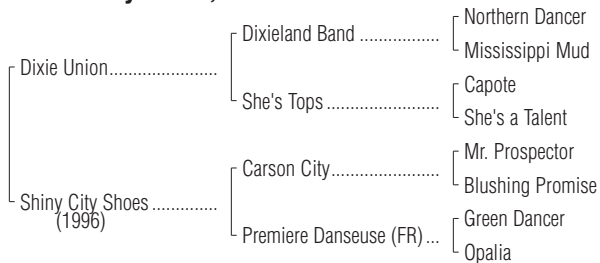 Northern Dancer
Dixieland Band ................
Mississippi Mud
Dixie Union.....................
Capote
She's Tops ......................
She's a Talent
Mr. Prospector
Carson City.....................
Blushing Promise
Shiny City Shoes .............
(1996)
Green Dancer
Premiere Danseuse (FR)...
Opalia